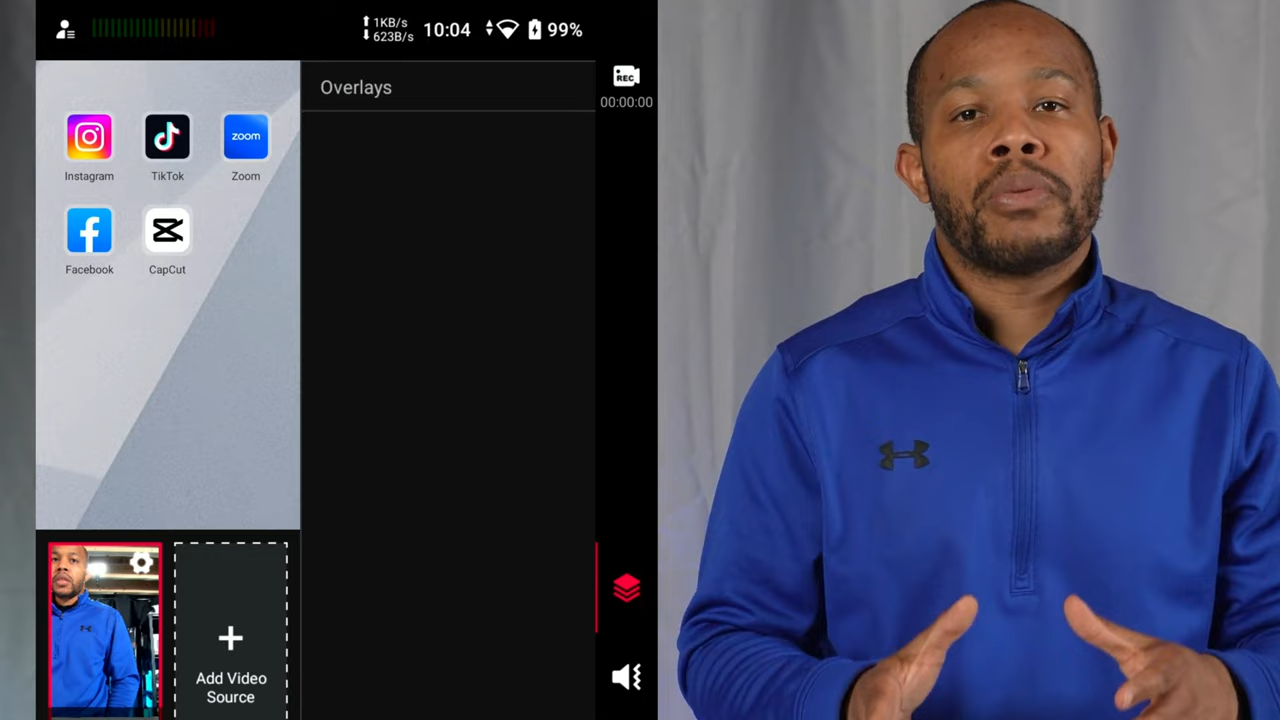 1KB/s
623B/s
10:04
99%
Overlays
REC
00:00:00
zoom
Instagram
TikTok
Zoom
Facebook
CapCut
Add Video
Source